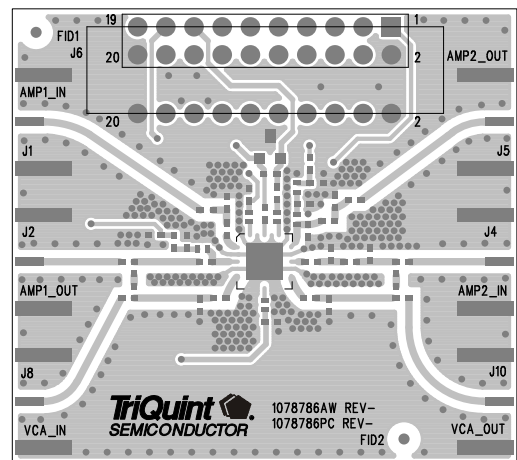 19 1
FID1
J6
20 2
AMP2_OUT
AMP1_IN
20 2
J1 J5
J2 J4
AMP1_OUT AMP2_IN
J8 J10
TriQuint
SEMICONDUCTOR
1078786AW REV-
1078786PC REV-
VCA_IN VCA_OUT
FID2